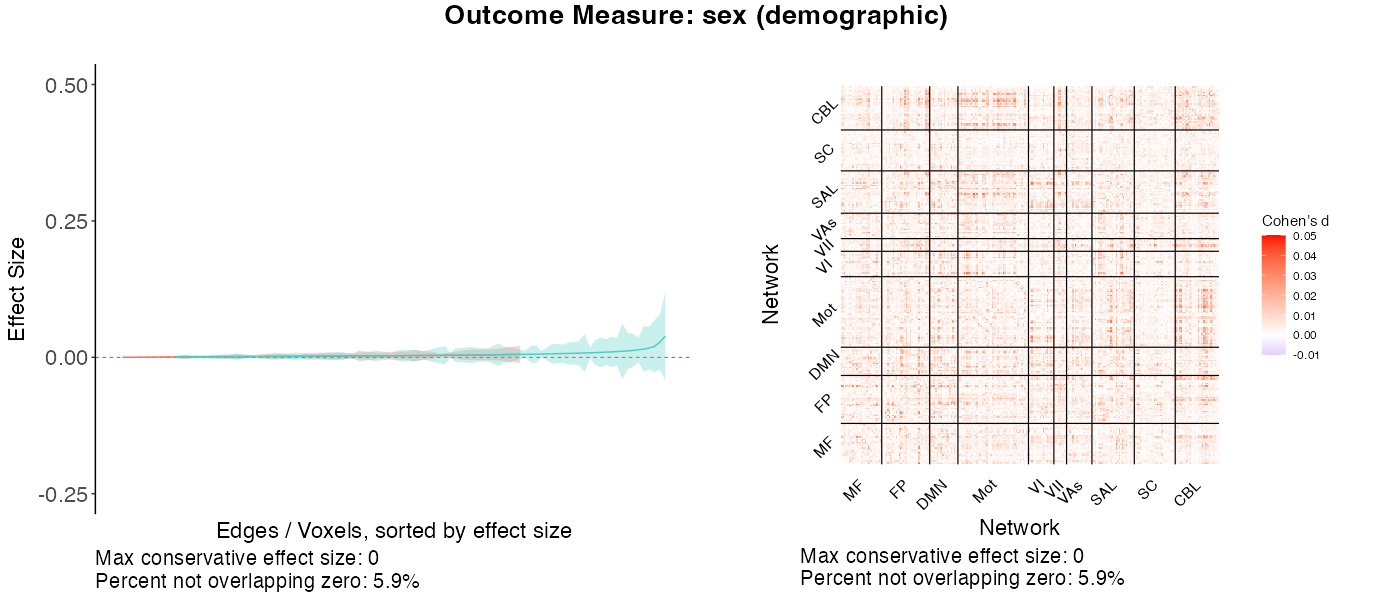 Outcome Measure: sex (demographic)
0.50
0.25
0.00
-0.25
Effect Size
Edges / Voxels, sorted by effect size
Max conservative effect size: 0
Percent not overlapping zero: 5.9%
Network
CBL
SC
SAL
VAs
VII
VI
Mot
DMN
FP
MF
MF
FP
DMN
Mot
VI
VII
VAs
SAL
SC
CBL
Network
Max conservative effect size: 0
Percent not overlapping zero: 5.9%
Cohen's d
0.05
0.04
0.03
0.02
0.01
0.00
-0.01